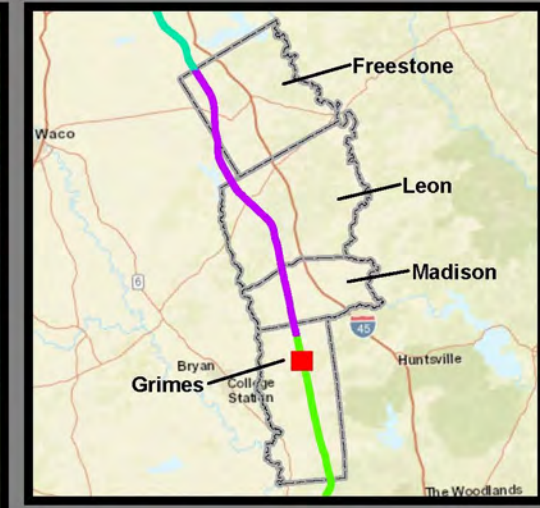 Freestone
Waco
Leon
Madison
6
45
Huntsville
Bryan
Grimes
College
Station
The Woodlands